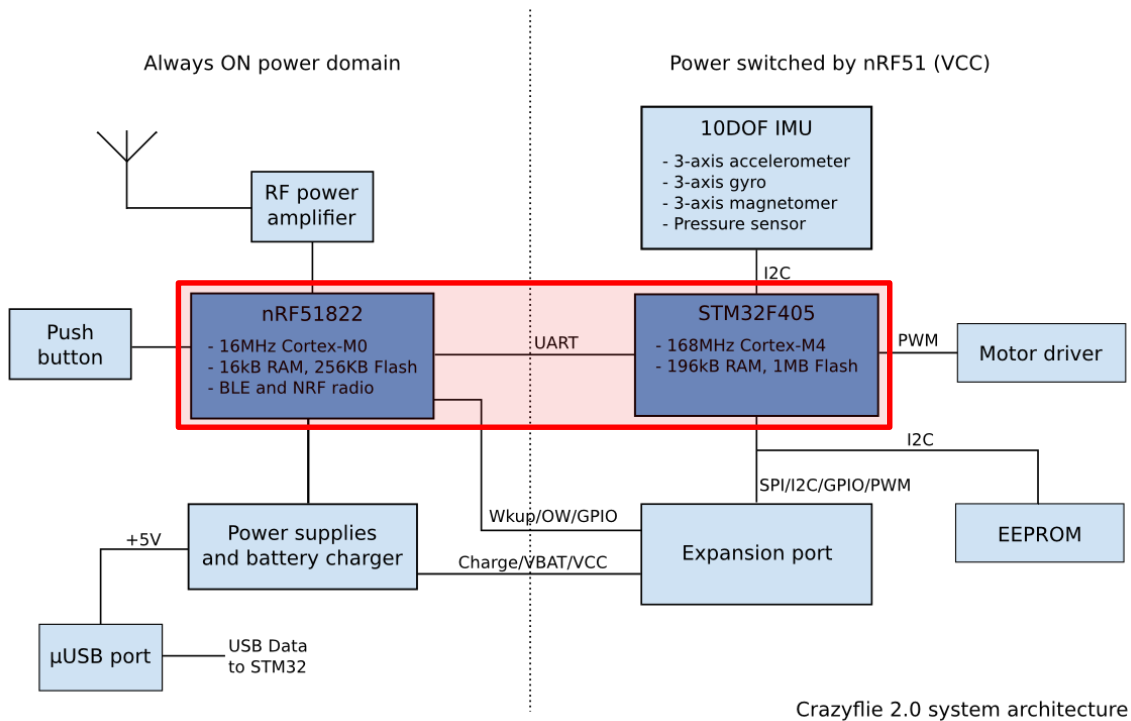 Always ON power domain
Power switched by nRF51 (VCC)
10DOF IMU
- 3-axis accelerometer
- 3-axis gyro
- 3-axis magnetomer
- Pressure sensor
RF power
amplifier
I2C
nRF51822
- 16MHz Cortex-M0
- 16kB RAM, 256KB Flash
- BLE and NRF radio
STM32F405
- 168MHz Cortex-M4
- 196kB RAM, 1MB Flash
Push
button
UART
PWM
Motor driver
I2C
SPI/I2C/GPIO/PWM
Wkup/OW/GPIO
Power supplies
and battery charger
+5V
Charge/VBAT/VCC
Expansion port
EEPROM
µUSB port
USB Data
to STM32
Crazyflie 2.0 system architecture